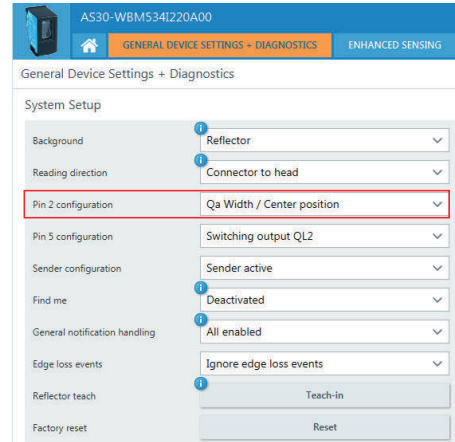 AS30-WBM534I220A00
GENERAL DEVICE SETTINGS + DIAGNOSTICS ENHANCED SENSING
General Device Settings + Diagnostics
System Setup
Background Reflector
Reading direction Connector to head
Pin 2 configuration Qa Width / Center position
Pin 5 configuration Switching output QL2
Sender configuration Sender active
Find me Deactivated
General notification handling All enabled
Edge loss events Ignore edge loss events
Reflector teach Teach-in
Factory reset Reset